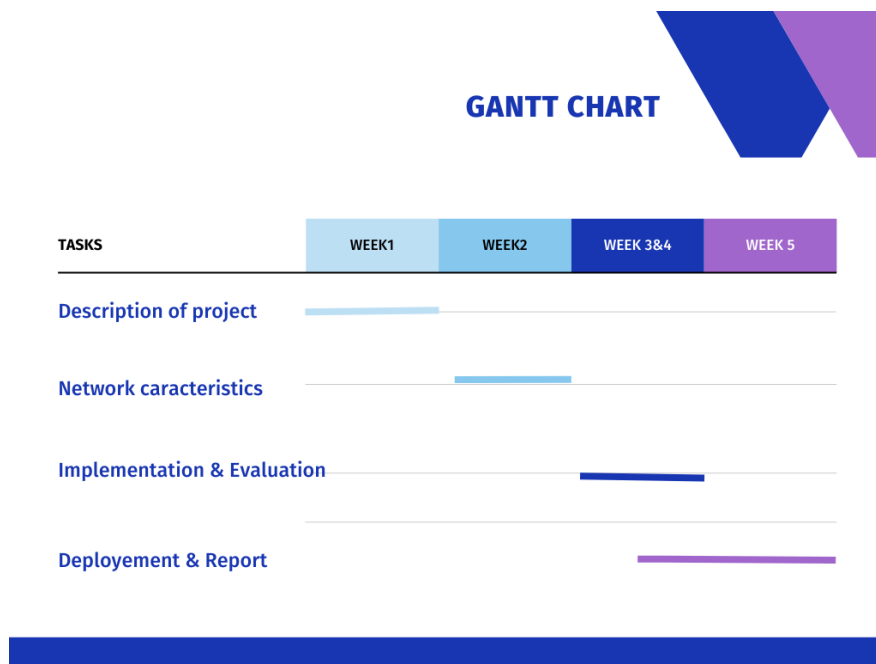 GANTT CHART
TASKS WEEK1 WEEK2 WEEK 3&4 WEEK 5
Description of project
Network caracteristics
Implementation & Evaluation
Deployement & Report